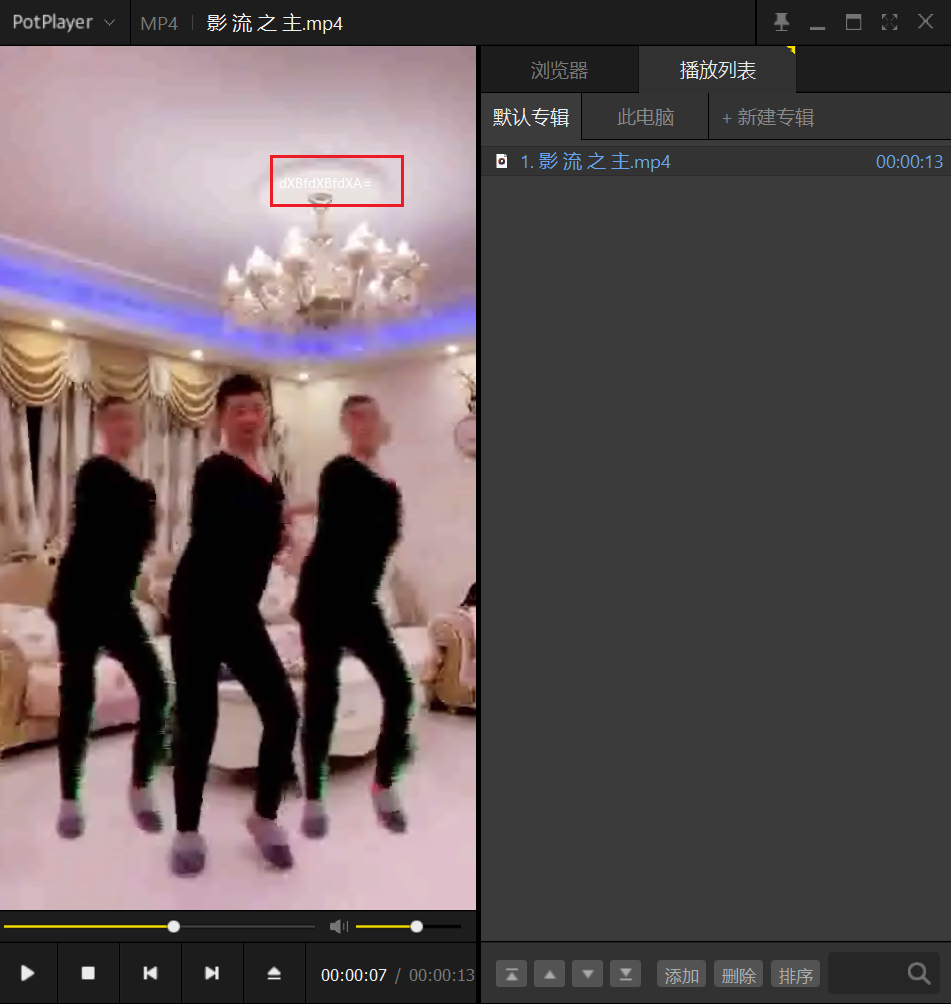 PotPlayer MP4 影 流 之 主.mp4
浏览器 播放列表
默认专辑 此电脑 + 新建专辑
1. 影 流 之 主.mp4 00:00:13
dXBfdXBfdXA=
00:00:07 / 00:00:13
添加 删除 排序